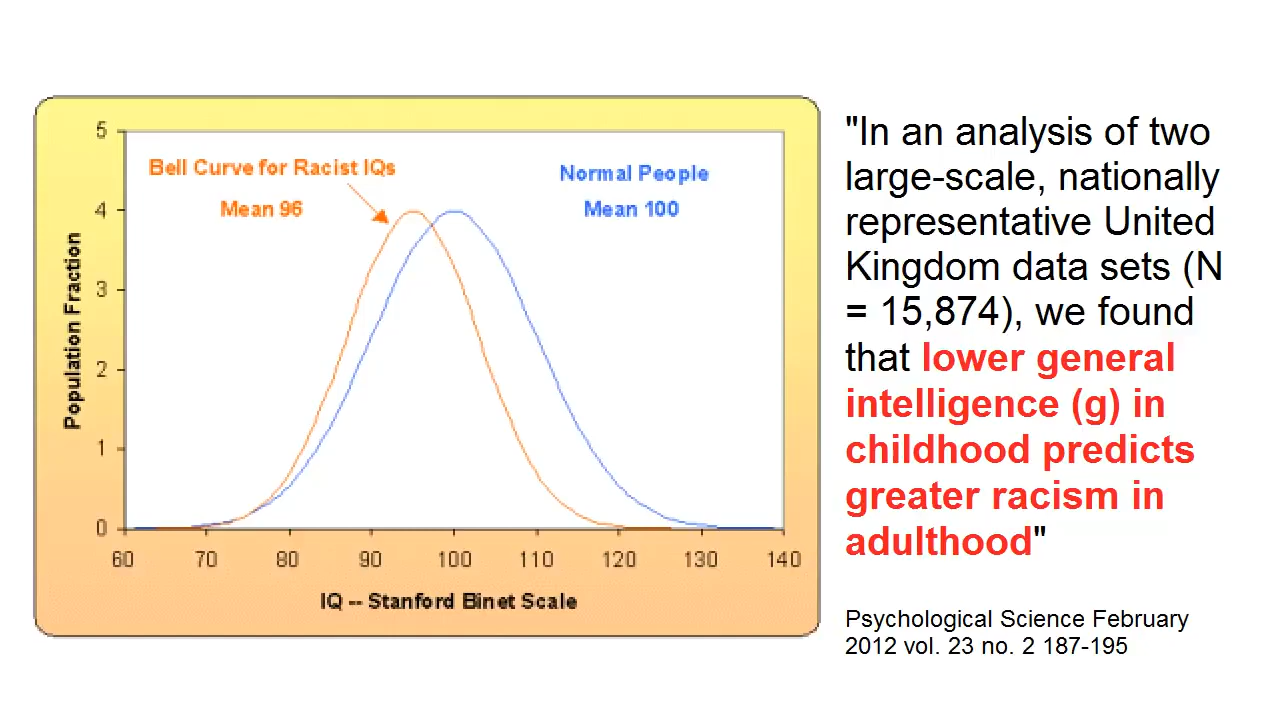 5
Bell Curve for Racist IQs
Normal People
4
Mean 96
Mean 100
Population Fraction
3
2
1
0
60 70 80 90 100 110 120 130 140
IQ -- Stanford Binet Scale
"In an analysis of two
large-scale, nationally
representative United
Kingdom data sets (N
= 15,874), we found
that lower general
intelligence (g) in
childhood predicts
greater racism in
adulthood"
Psychological Science February
2012 vol. 23 no. 2 187-195